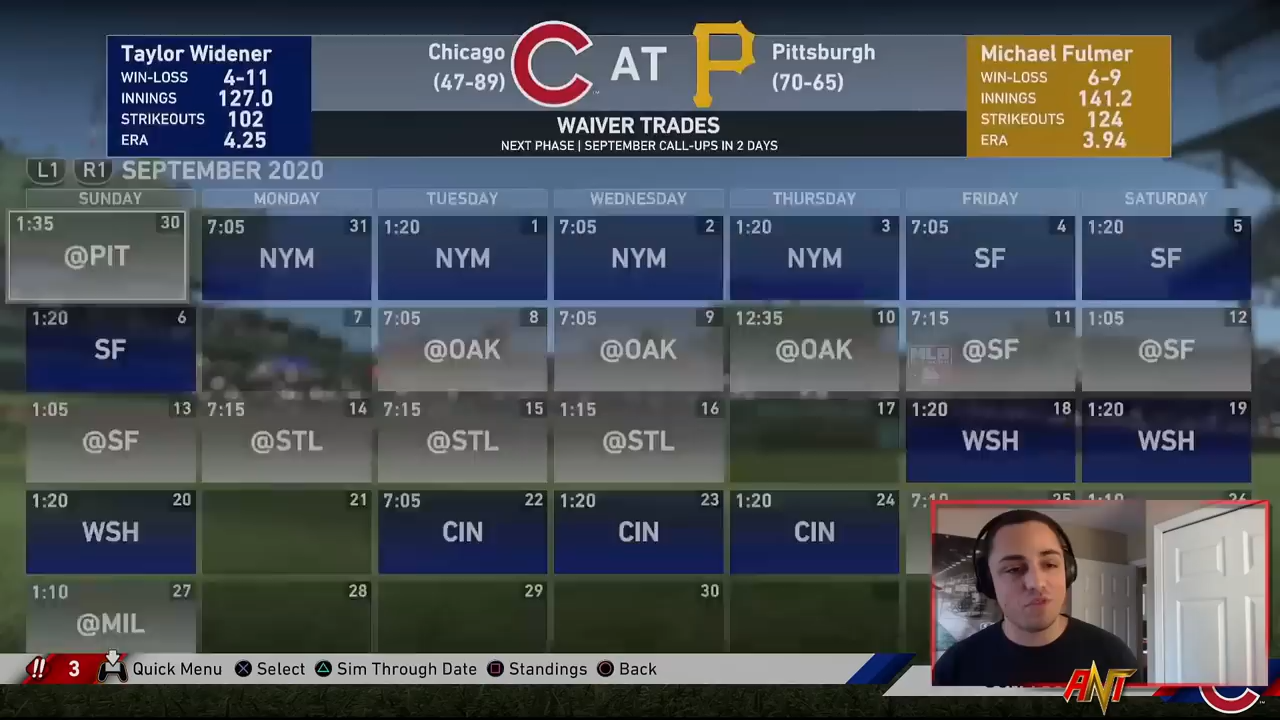 Taylor Widener
WIN-LOSS 4-11
INNINGS 127.0
STRIKEOUTS 102
ERA 4.25
Chicago
(47-89)
C AT P
Pittsburgh
(70-65)
WAIVER TRADES
NEXT PHASE | SEPTEMBER CALL-UPS IN 2 DAYS
Michael Fulmer
WIN-LOSS 6-9
INNINGS 141.2
STRIKEOUTS 124
ERA 3.94
L1 R1 SEPTEMBER 2020
SUNDAY MONDAY TUESDAY WEDNESDAY THURSDAY FRIDAY SATURDAY
1:35 30 7:05 31 1:20 1 7:05 2 1:20 3 7:05 4 1:20 5
@PIT NYM NYM NYM NYM SF SF
1:20 6 7 7:05 8 7:05 9 12:35 10 7:15 11 1:05 12
SF @OAK @OAK @OAK @SF @SF
1:05 13 7:15 14 7:15 15 1:15 16 17 1:20 18 1:20 19
@SF @STL @STL @STL WSH WSH
1:20 20 21 7:05 22 1:20 23 1:20 24 7:10 25 1:10 26
WSH CIN CIN CIN
1:10 27 28 29 30
@MIL
!! 3 Quick Menu Select Sim Through Date Standings Back
ANT